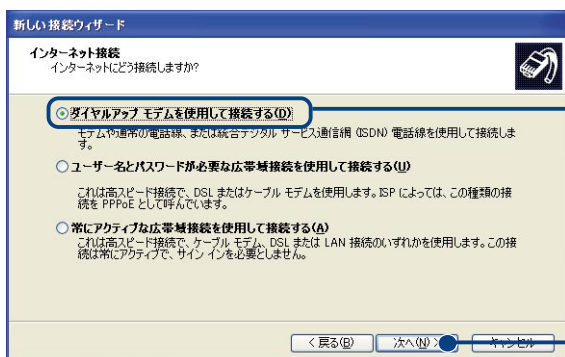 新しい接続ウィザード
インターネット接続
インターネットにどう接続しますか?
ダイヤルアップ モデムを使用して接続する(D)
モデムや通常の電話線、または統合デジタル サービス通信網 (ISDN) 電話線を使用して接続しま
す。
ユーザー名とパスワードが必要な広帯域接続を使用して接続する(U)
これは高スピード接続で、DSL またはケーブル モデムを使用します。ISP によっては、この種類の接
続を PPPoE として呼んでいます。
常にアクティブな広帯域接続を使用して接続する(A)
これは高スピード接続で、ケーブル モデム、DSL または LAN 接続のいずれかを使用します。この接
続は常にアクティブで、サイン インを必要としません。
< 戻る(B) 次へ(N) > キャンセル